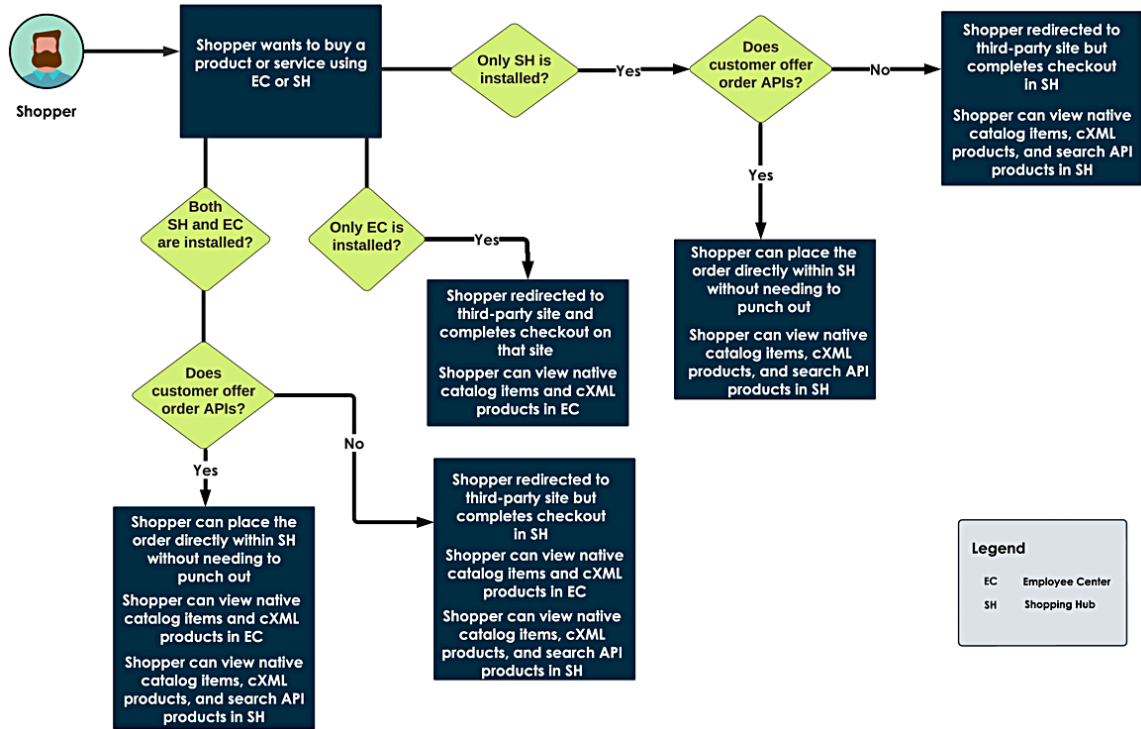 Shopper
Shopper wants to buy a
product or service using
EC or SH
Only SH is
installed?
Yes
Does
customer offer
order APIs?
No
Shopper redirected to
third-party site but
completes checkout
in SH
Shopper can view native
catalog items, cXML
products, and search API
products in SH
Yes
Shopper can place the
order directly within SH
without needing to
punch out
Shopper can view native
catalog items, cXML
products, and search API
products in SH
Both
SH and EC
are installed?
Only EC is
installed?
Yes
Shopper redirected to
third-party site and
completes checkout on
that site
Shopper can view native
catalog items and cXML
products in EC
Does
customer offer
order APIs?
No
Yes
Shopper redirected to
third-party site but
completes checkout
in SH
Shopper can view native
catalog items and cXML
products in EC
Shopper can view native
catalog items, cXML
products, and search API
products in SH
Shopper can place the
order directly within SH
without needing to
punch out
Shopper can view native
catalog items and cXML
products in EC
Shopper can view native
catalog items, cXML
products, and search API
products in SH
Legend
EC Employee Center
SH Shopping Hub